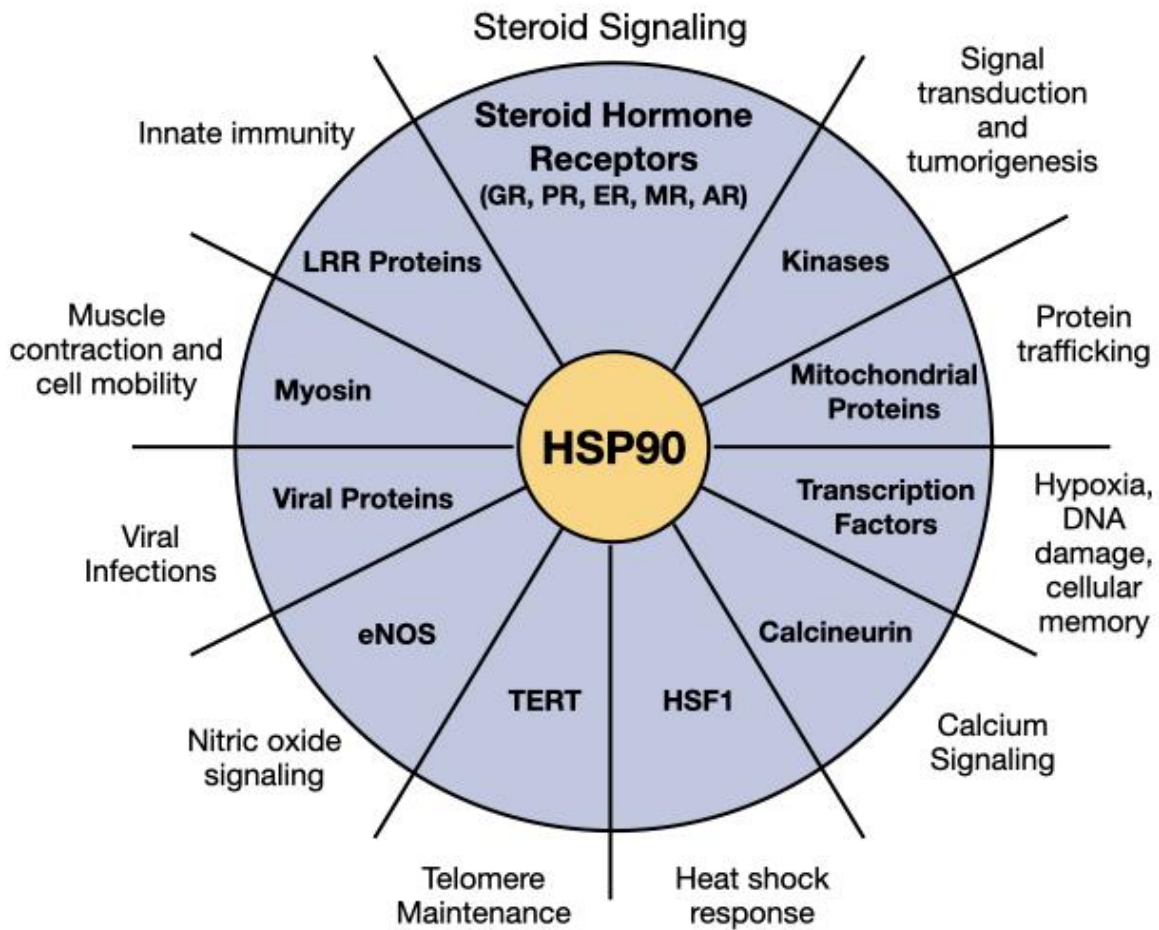 Steroid Signaling
Steroid Hormone
Receptors
(GR, PR, ER, MR, AR)
Signal
transduction
and
tumorigenesis
Kinases
Protein
trafficking
Mitochondrial
Proteins
Hypoxia,
DNA
damage,
cellular
memory
Transcription
Factors
Calcium
Signaling
Calcineurin
Heat shock
response
HSF1
Telomere
Maintenance
TERT
Nitric oxide
signaling
eNOS
Viral
Infections
Viral Proteins
Muscle
contraction and
cell mobility
Myosin
Innate immunity
LRR Proteins
HSP90